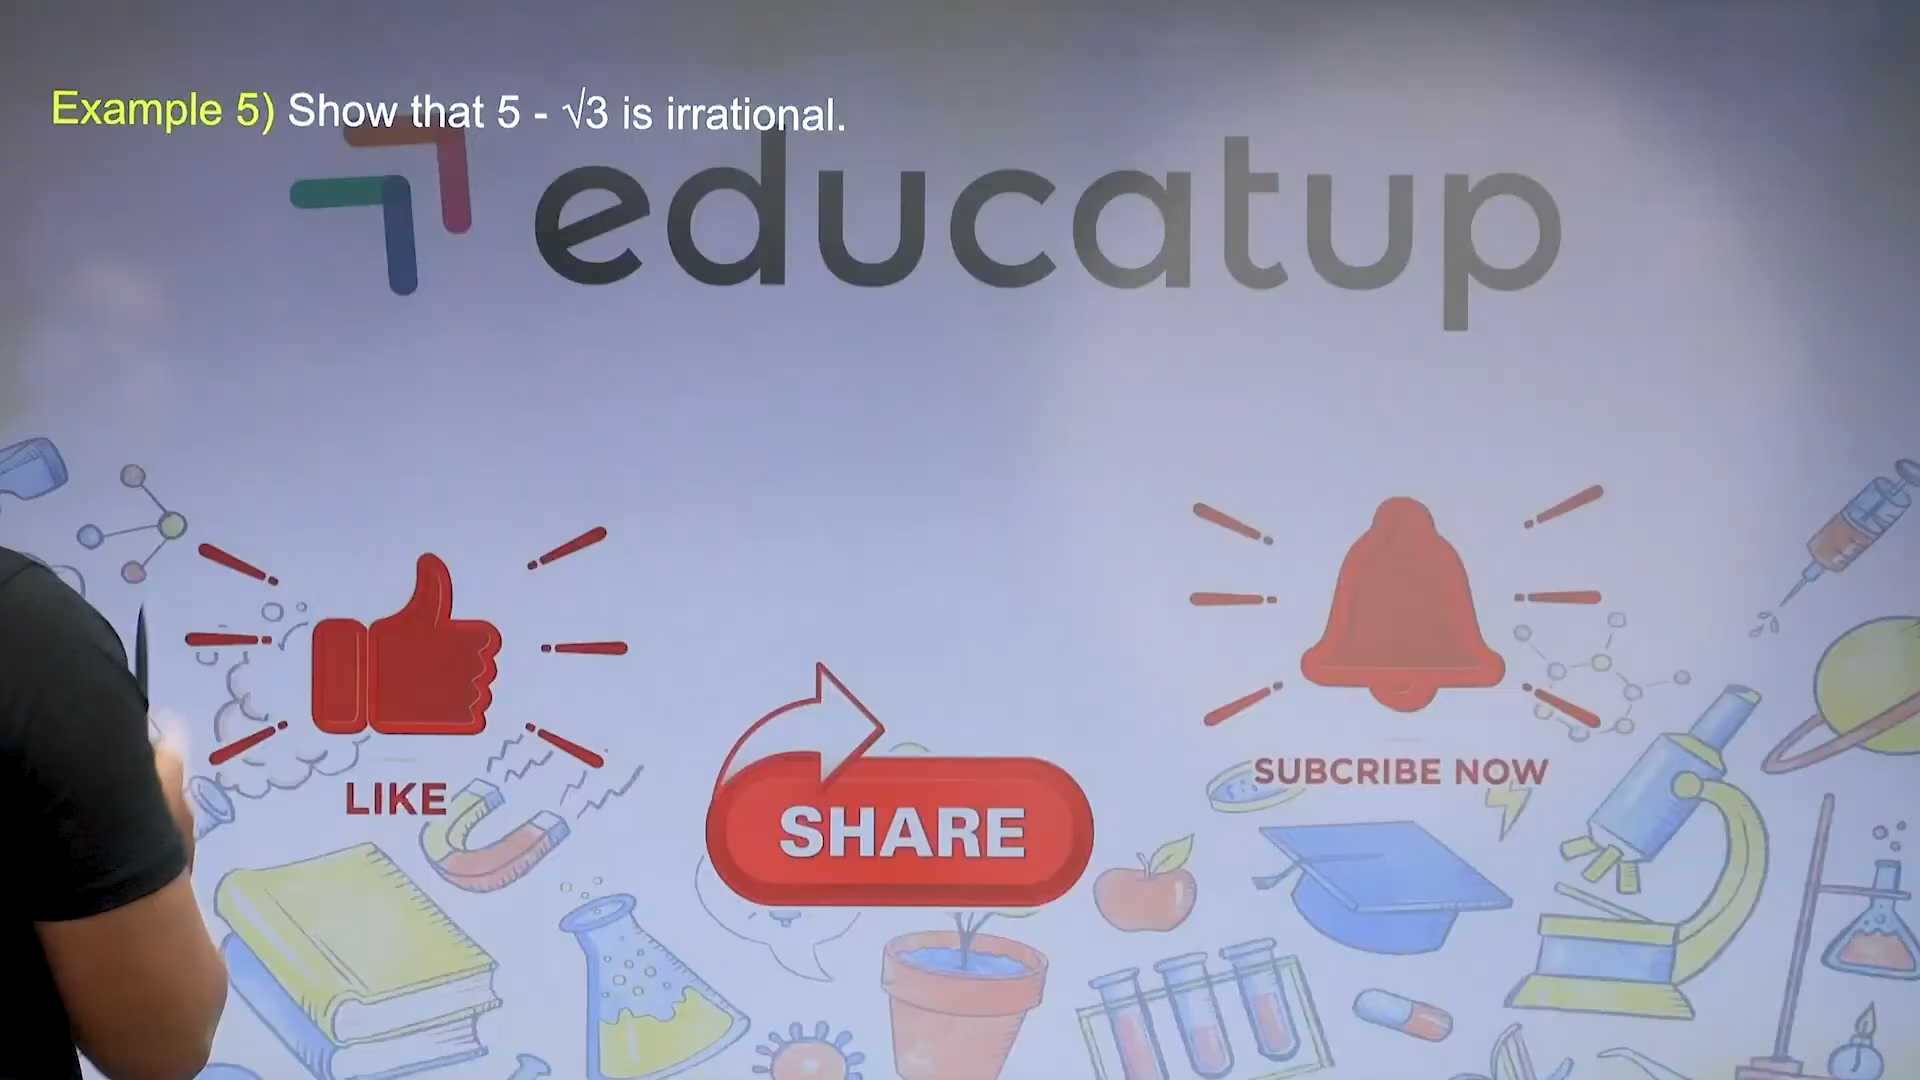 Example 5) Show that 5 - √3 is irrational.
educatup
LIKE
SHARE
SUBCRIBE NOW